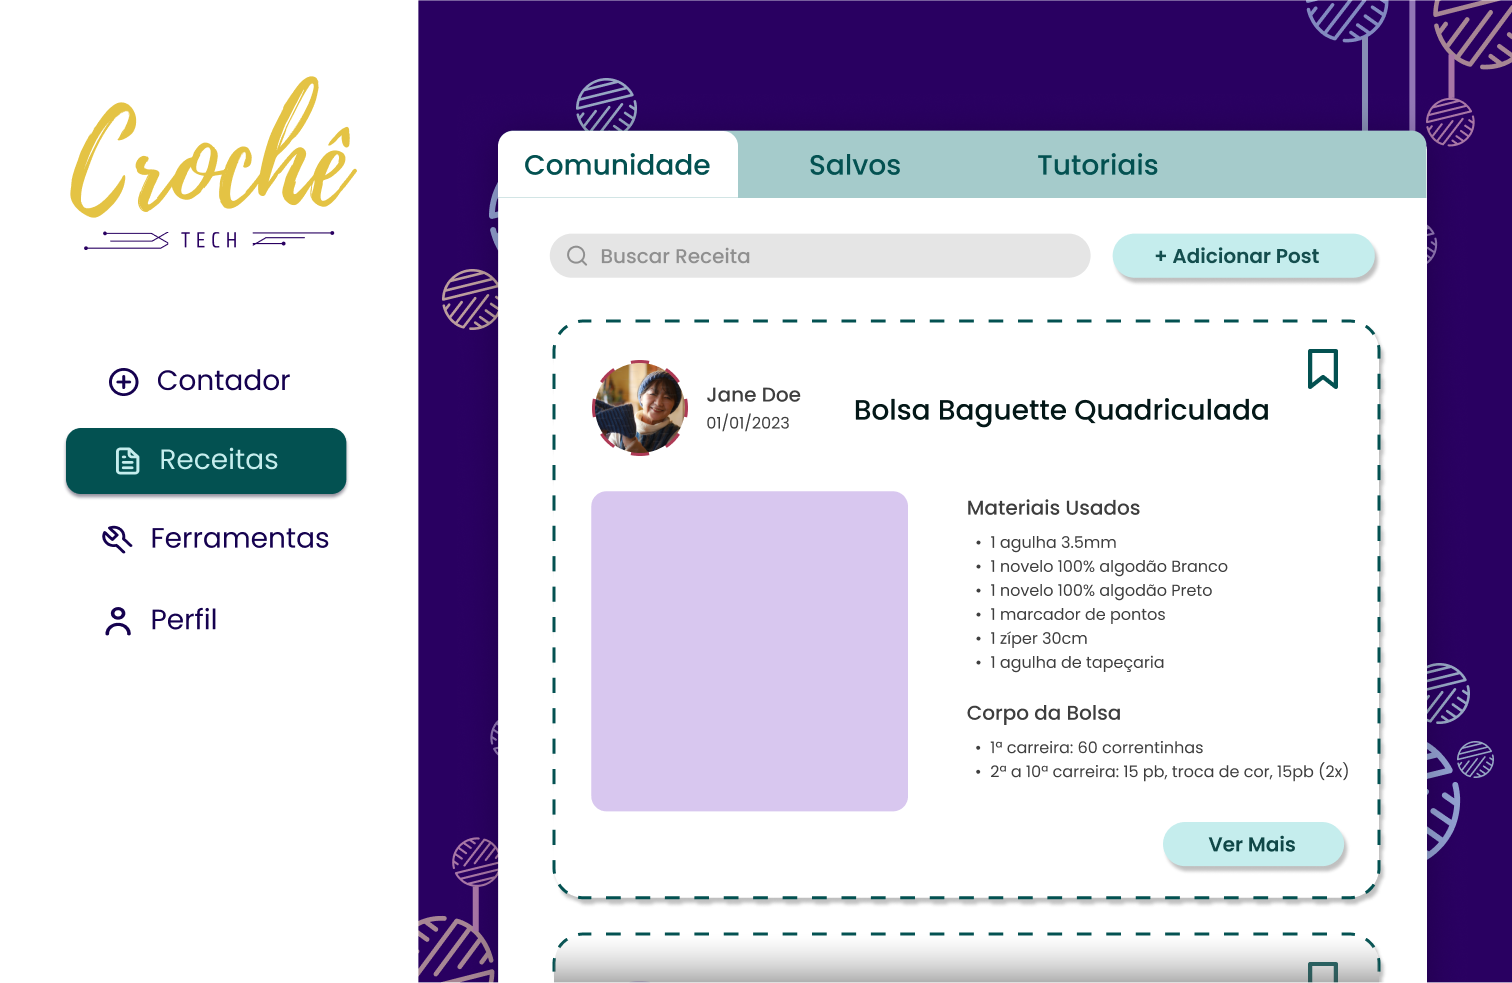 Crochê
TECH
Contador
Receitas
Ferramentas
Perfil
Comunidade
Salvos
Tutoriais
Buscar Receita
+ Adicionar Post
Jane Doe
01/01/2023
Bolsa Baguette Quadriculada
Materiais Usados
• 1 agulha 3.5mm
• 1 novelo 100% algodão Branco
• 1 novelo 100% algodão Preto
• 1 marcador de pontos
• 1 zíper 30cm
• 1 agulha de tapeçaria
Corpo da Bolsa
• 1ª carreira: 60 correntinhas
• 2ª a 10ª carreira: 15 pb, troca de cor, 15pb (2x)
Ver Mais